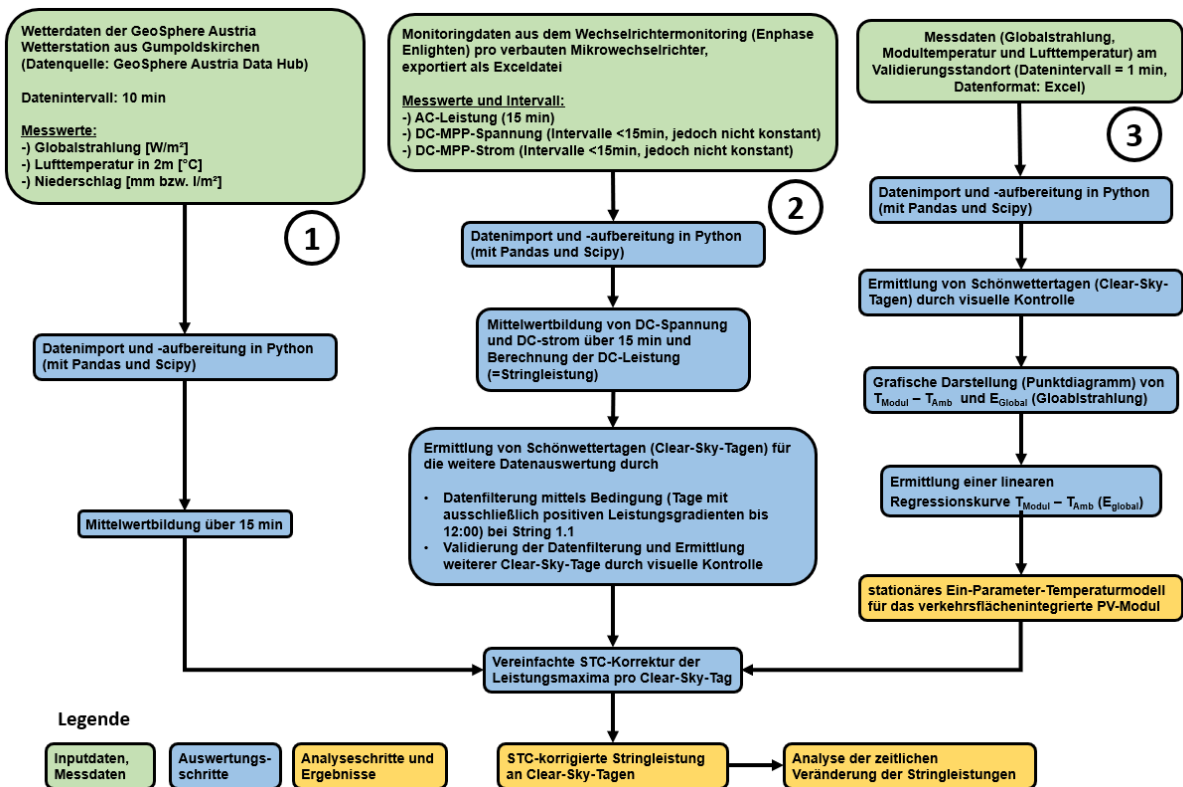 Wetterdaten der GeoSphere Austria
Wetterstation aus Gumpoldskirchen
(Datenquelle: GeoSphere Austria Data Hub)
Datenintervall: 10 min
Messwerte:
-) Globalstrahlung [W/m²]
-) Lufttemperatur in 2m [°C]
-) Niederschlag [mm bzw. l/m²]
1
Datenimport und -aufbereitung in Python
(mit Pandas und Scipy)
Mittelwertbildung über 15 min
Monitoringdaten aus dem Wechselrichtermonitoring (Enphase
Enlighten) pro verbauten Mikrowechselrichter,
exportiert als Exceldatei
Messwerte und Intervall:
-) AC-Leistung (15 min)
-) DC-MPP-Spannung (Intervalle <15min, jedoch nicht konstant)
-) DC-MPP-Strom (Intervalle <15min, jedoch nicht konstant)
2
Datenimport und -aufbereitung in Python
(mit Pandas und Scipy)
Mittelwertbildung von DC-Spannung
und DC-strom über 15 min und
Berechnung der DC-Leistung
(=Stringleistung)
Ermittlung von Schönwettertagen (Clear-Sky-Tagen) für
die weitere Datenauswertung durch
• Datenfilterung mittels Bedingung (Tage mit
ausschließlich positiven Leistungsgradienten bis
12:00) bei String 1.1
• Validierung der Datenfilterung und Ermittlung
weiterer Clear-Sky-Tage durch visuelle Kontrolle
Messdaten (Globalstrahlung,
Modultemperatur und Lufttemperatur) am
Validierungsstandort (Datenintervall = 1 min,
Datenformat: Excel)
3
Datenimport und -aufbereitung in Python
(mit Pandas und Scipy)
Ermittlung von Schönwettertagen (Clear-Sky-
Tagen) durch visuelle Kontrolle
Grafische Darstellung (Punktdiagramm) von
T_Modul – T_Amb und E_Global (Gloablstrahlung)
Ermittlung einer linearen
Regressionskurve T_Modul – T_Amb (E_global)
stationäres Ein-Parameter-Temperaturmodell
für das verkehrsflächenintegrierte PV-Modul
Vereinfachte STC-Korrektur der
Leistungsmaxima pro Clear-Sky-Tag
STC-korrigierte Stringleistung
an Clear-Sky-Tagen
Analyse der zeitlichen
Veränderung der Stringleistungen
Legende
Inputdaten,
Messdaten
Auswertungs-
schritte
Analyseschritte und
Ergebnisse